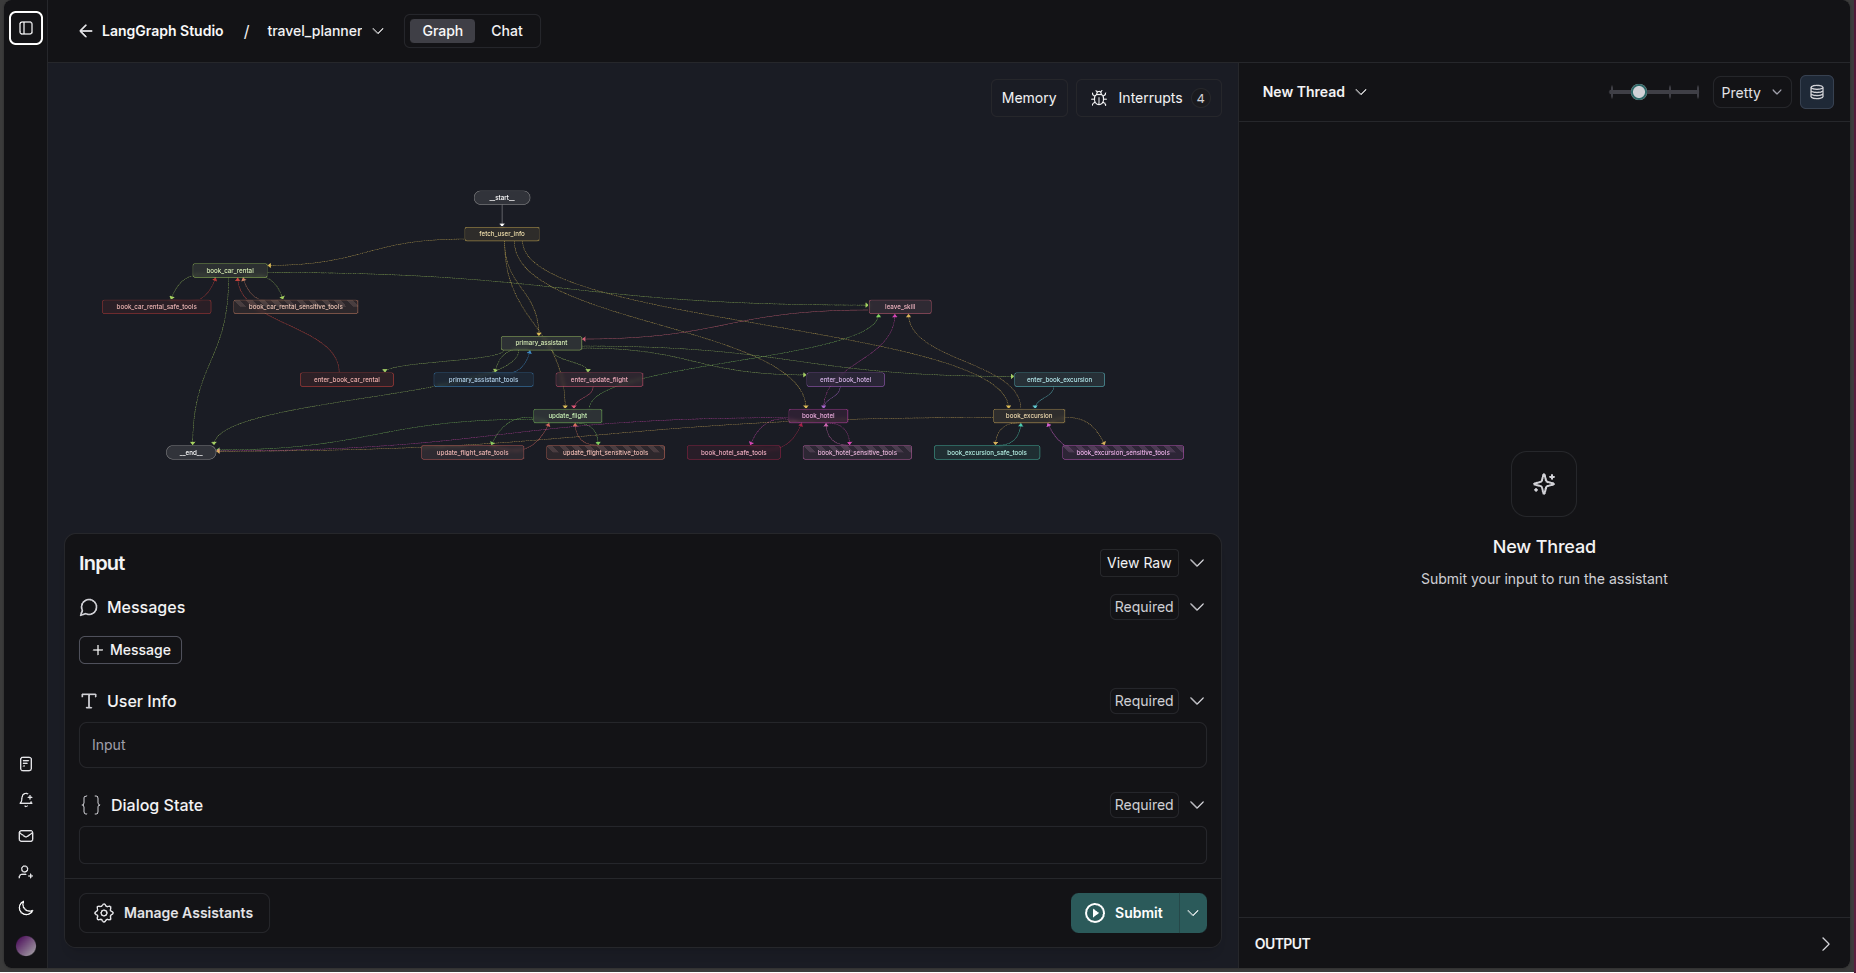 LangGraph Studio / travel_planner Graph Chat
Memory Interrupts 4
New Thread Pretty
__start__
fetch_user_info
book_car_rental
book_car_rental_safe_tools book_car_rental_sensitive_tools leave_skill
primary_assistant
enter_book_car_rental primary_assistant_tools enter_update_flight enter_book_hotel enter_book_excursion
update_flight book_hotel book_excursion
__end__ update_flight_safe_tools update_flight_sensitive_tools book_hotel_safe_tools book_hotel_sensitive_tools book_excursion_safe_tools book_excursion_sensitive_tools
New Thread
Submit your input to run the assistant
Input View Raw
Messages Required
+ Message
User Info Required
Input
{ } Dialog State Required
Manage Assistants Submit
OUTPUT